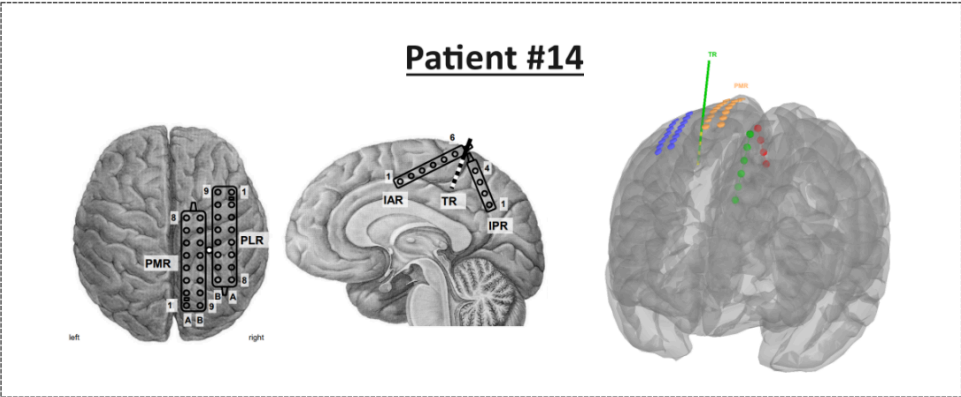 Patient #14
9 1
8
PLR
PMR
8
B A
1 9
A B
left right
6
1 4
IAR TR 1
IPR
TR
PMR